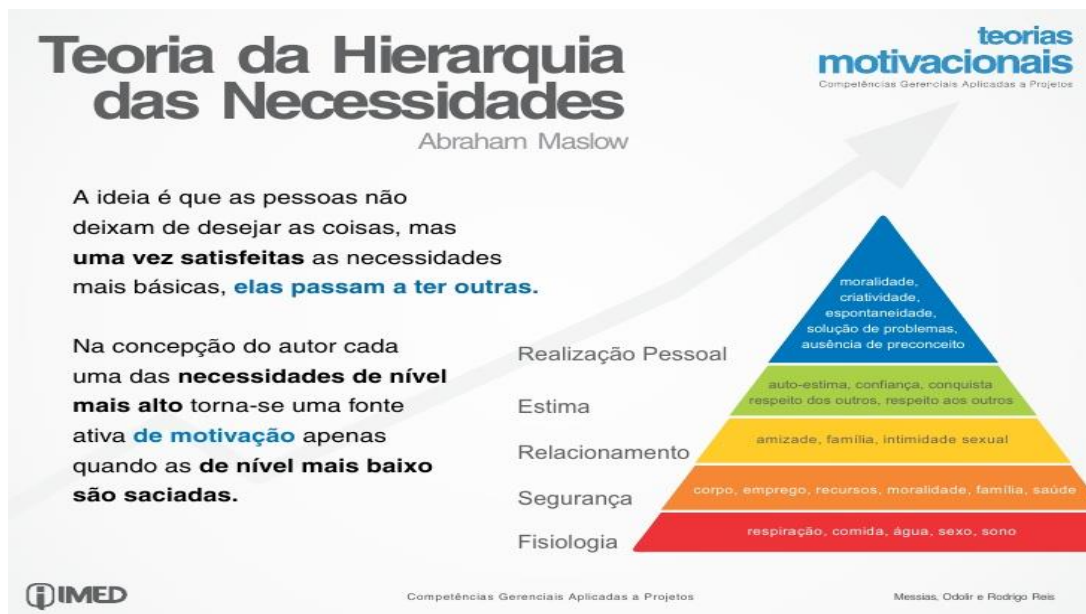 Teoria da Hierarquia
das Necessidades
Abraham Maslow
teorias
motivacionais
Competências Gerenciais Aplicadas a Projetos
A ideia é que as pessoas não
deixam de desejar as coisas, mas
uma vez satisfeitas as necessidades
mais básicas, elas passam a ter outras.
Na concepção do autor cada
uma das necessidades de nível
mais alto torna-se uma fonte
ativa de motivação apenas
quando as de nível mais baixo
são saciadas.
moralidade,
criatividade,
espontaneidade,
solução de problemas,
ausência de preconceito
Realização Pessoal
auto-estima, confiança, conquista
respeito dos outros, respeito aos outros
Estima
amizade, família, intimidade sexual
Relacionamento
corpo, emprego, recursos, moralidade, família, saúde
Segurança
respiração, comida, água, sexo, sono
Fisiologia
IMED
Competências Gerenciais Aplicadas a Projetos
Messias, Odolir e Rodrigo Reis